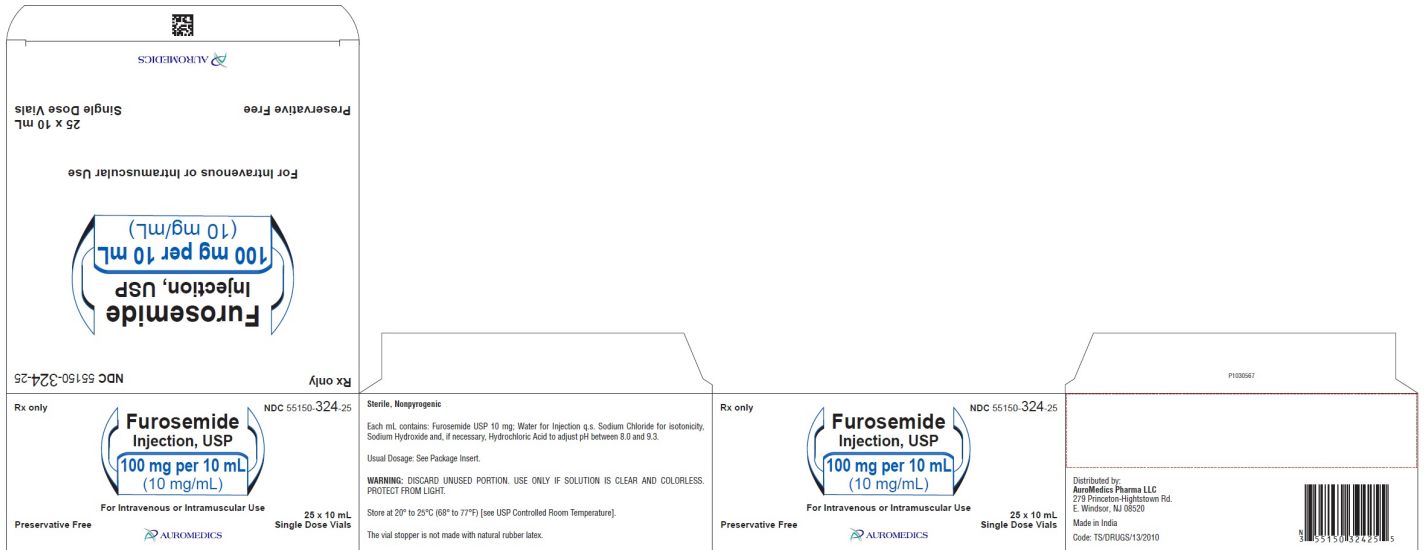 AUROMEDICS
Preservative Free
25 x 10 mL
Single Dose Vials
For Intravenous or Intramuscular Use
100 mg per 10 mL
(10 mg/mL)
Furosemide
Injection, USP
Rx only
NDC 55150-324-25
Rx only
NDC 55150-324-25
Furosemide
Injection, USP
100 mg per 10 mL
(10 mg/mL)
For Intravenous or Intramuscular Use
Preservative Free
25 x 10 mL
Single Dose Vials
AUROMEDICS
Sterile, Nonpyrogenic
Each mL contains: Furosemide USP 10 mg; Water for Injection q.s. Sodium Chloride for isotonicity,
Sodium Hydroxide and, if necessary, Hydrochloric Acid to adjust pH between 8.0 and 9.3.
Usual Dosage: See Package Insert.
WARNING: DISCARD UNUSED PORTION. USE ONLY IF SOLUTION IS CLEAR AND COLORLESS.
PROTECT FROM LIGHT.
Store at 20° to 25°C (68° to 77°F) [see USP Controlled Room Temperature].
The vial stopper is not made with natural rubber latex.
Rx only
NDC 55150-324-25
Furosemide
Injection, USP
100 mg per 10 mL
(10 mg/mL)
For Intravenous or Intramuscular Use
Preservative Free
25 x 10 mL
Single Dose Vials
AUROMEDICS
P1030567
Distributed by:
AuroMedics Pharma LLC
279 Princeton-Hightstown Rd.
E. Windsor, NJ 08520
Made in India
Code: TS/DRUGS/13/2010
N
3 55150 32425 5